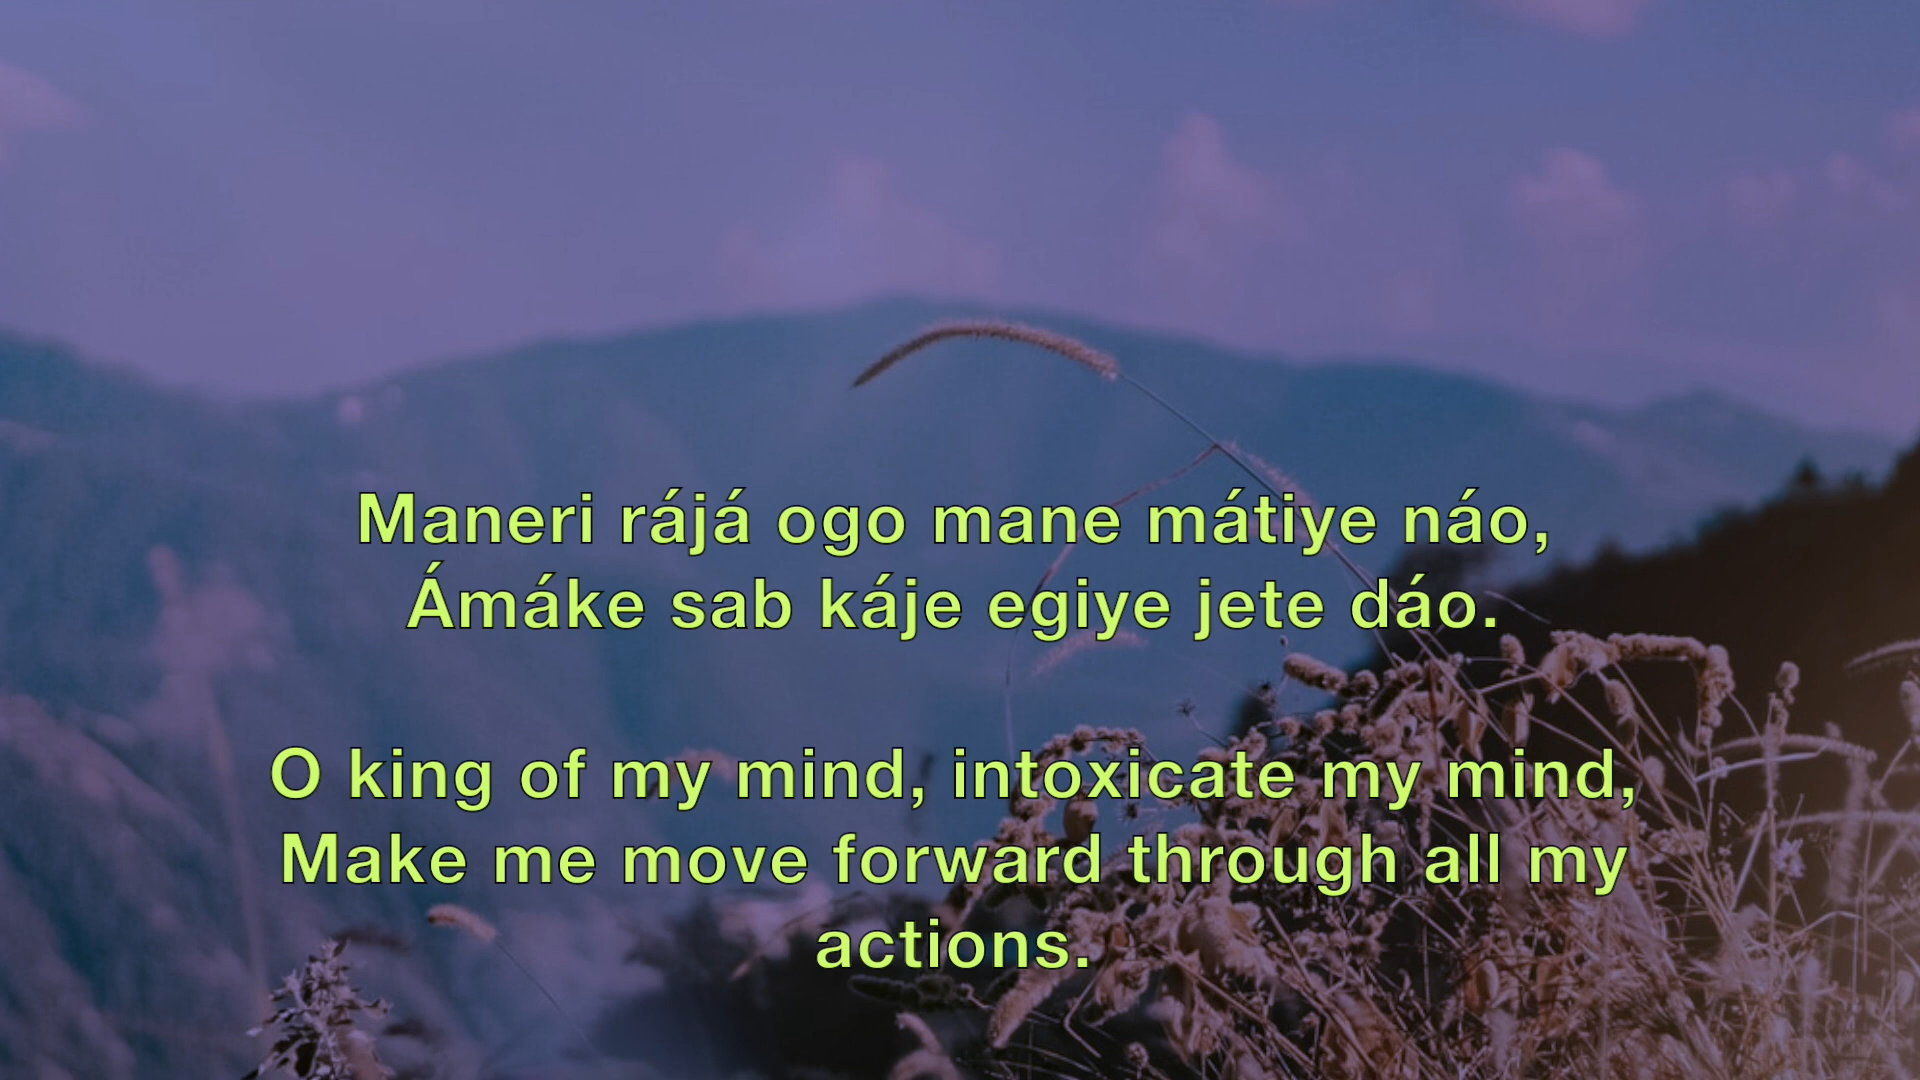 Maneri rájá ogo mane mátiye náo,
Ámáke sab káje egiye jete dáo.
O king of my mind, intoxicate my mind,
Make me move forward through all my
actions.